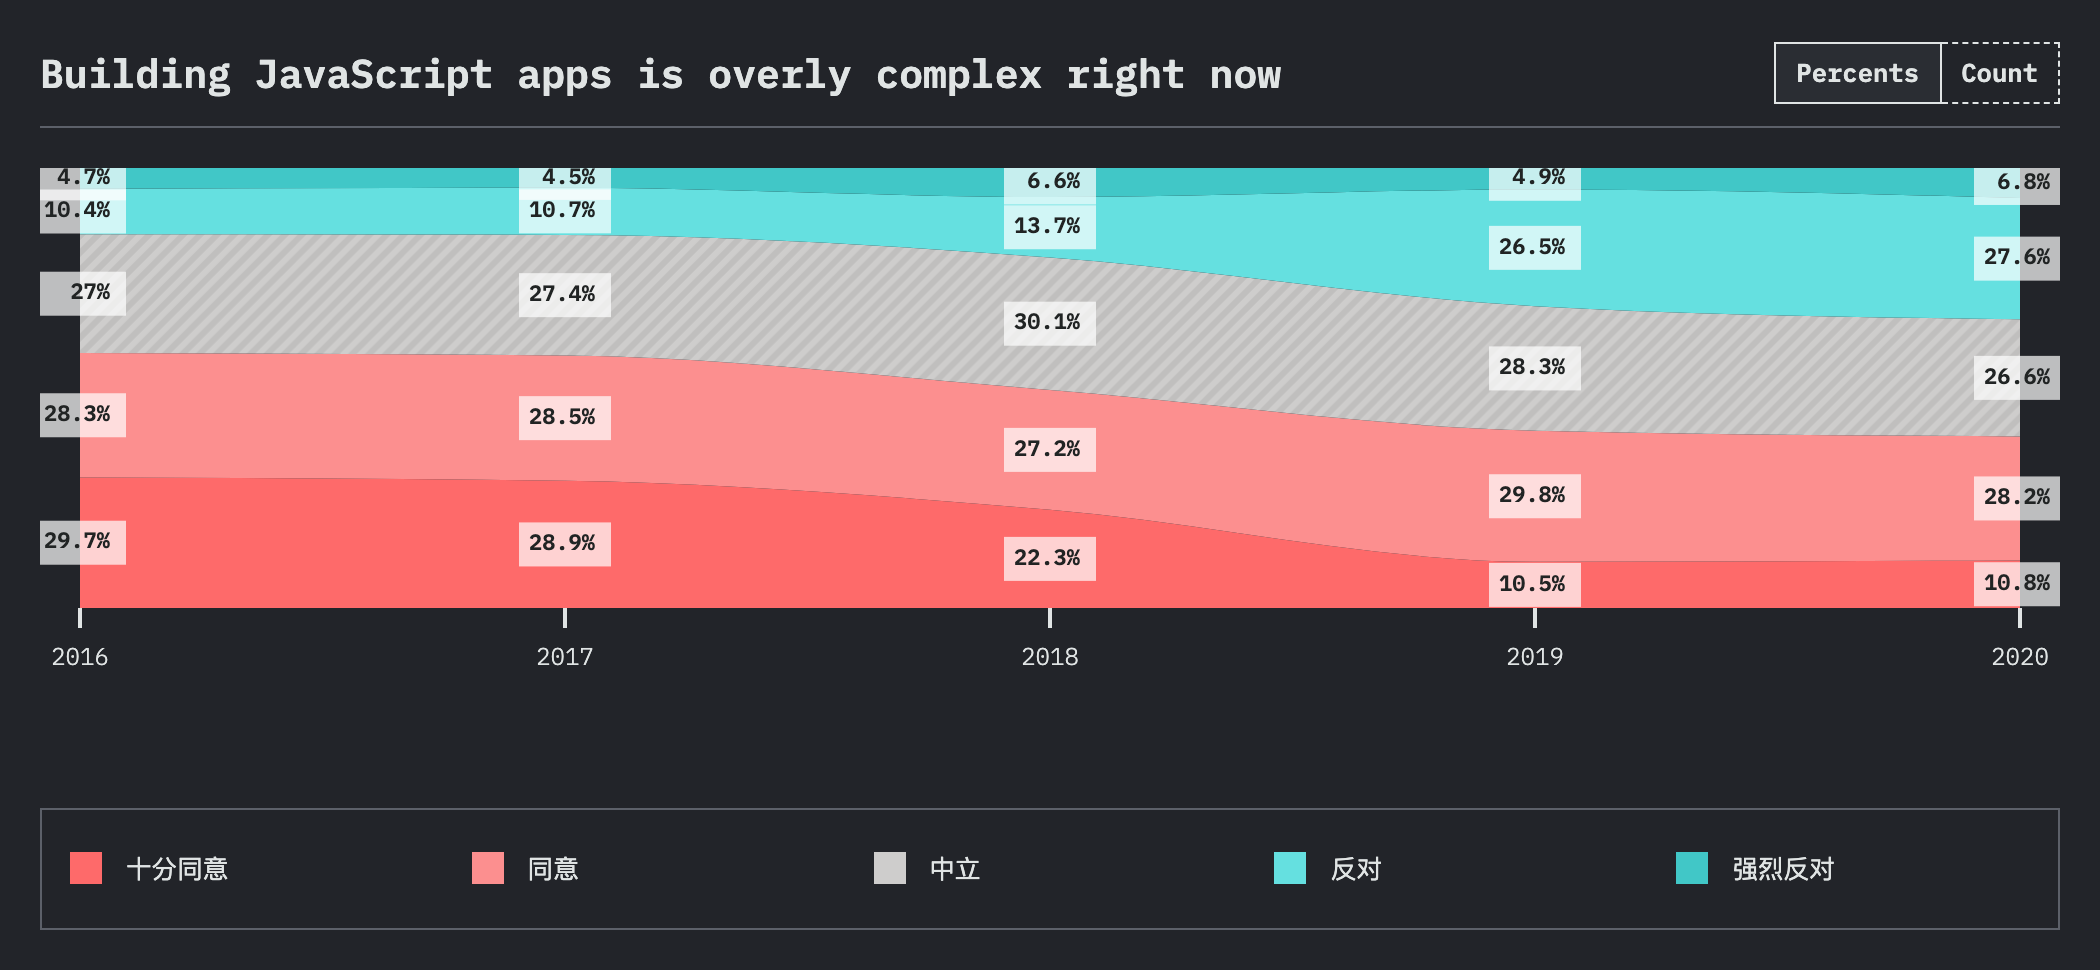 Building JavaScript apps is overly complex right now
Percents Count
4.7% 4.5% 6.6% 4.9% 6.8%
10.4% 10.7% 13.7% 26.5% 27.6%
27% 27.4% 30.1% 28.3% 26.6%
28.3% 28.5% 27.2% 29.8% 28.2%
29.7% 28.9% 22.3% 10.5% 10.8%
2016 2017 2018 2019 2020
十分同意 同意 中立 反对 强烈反对